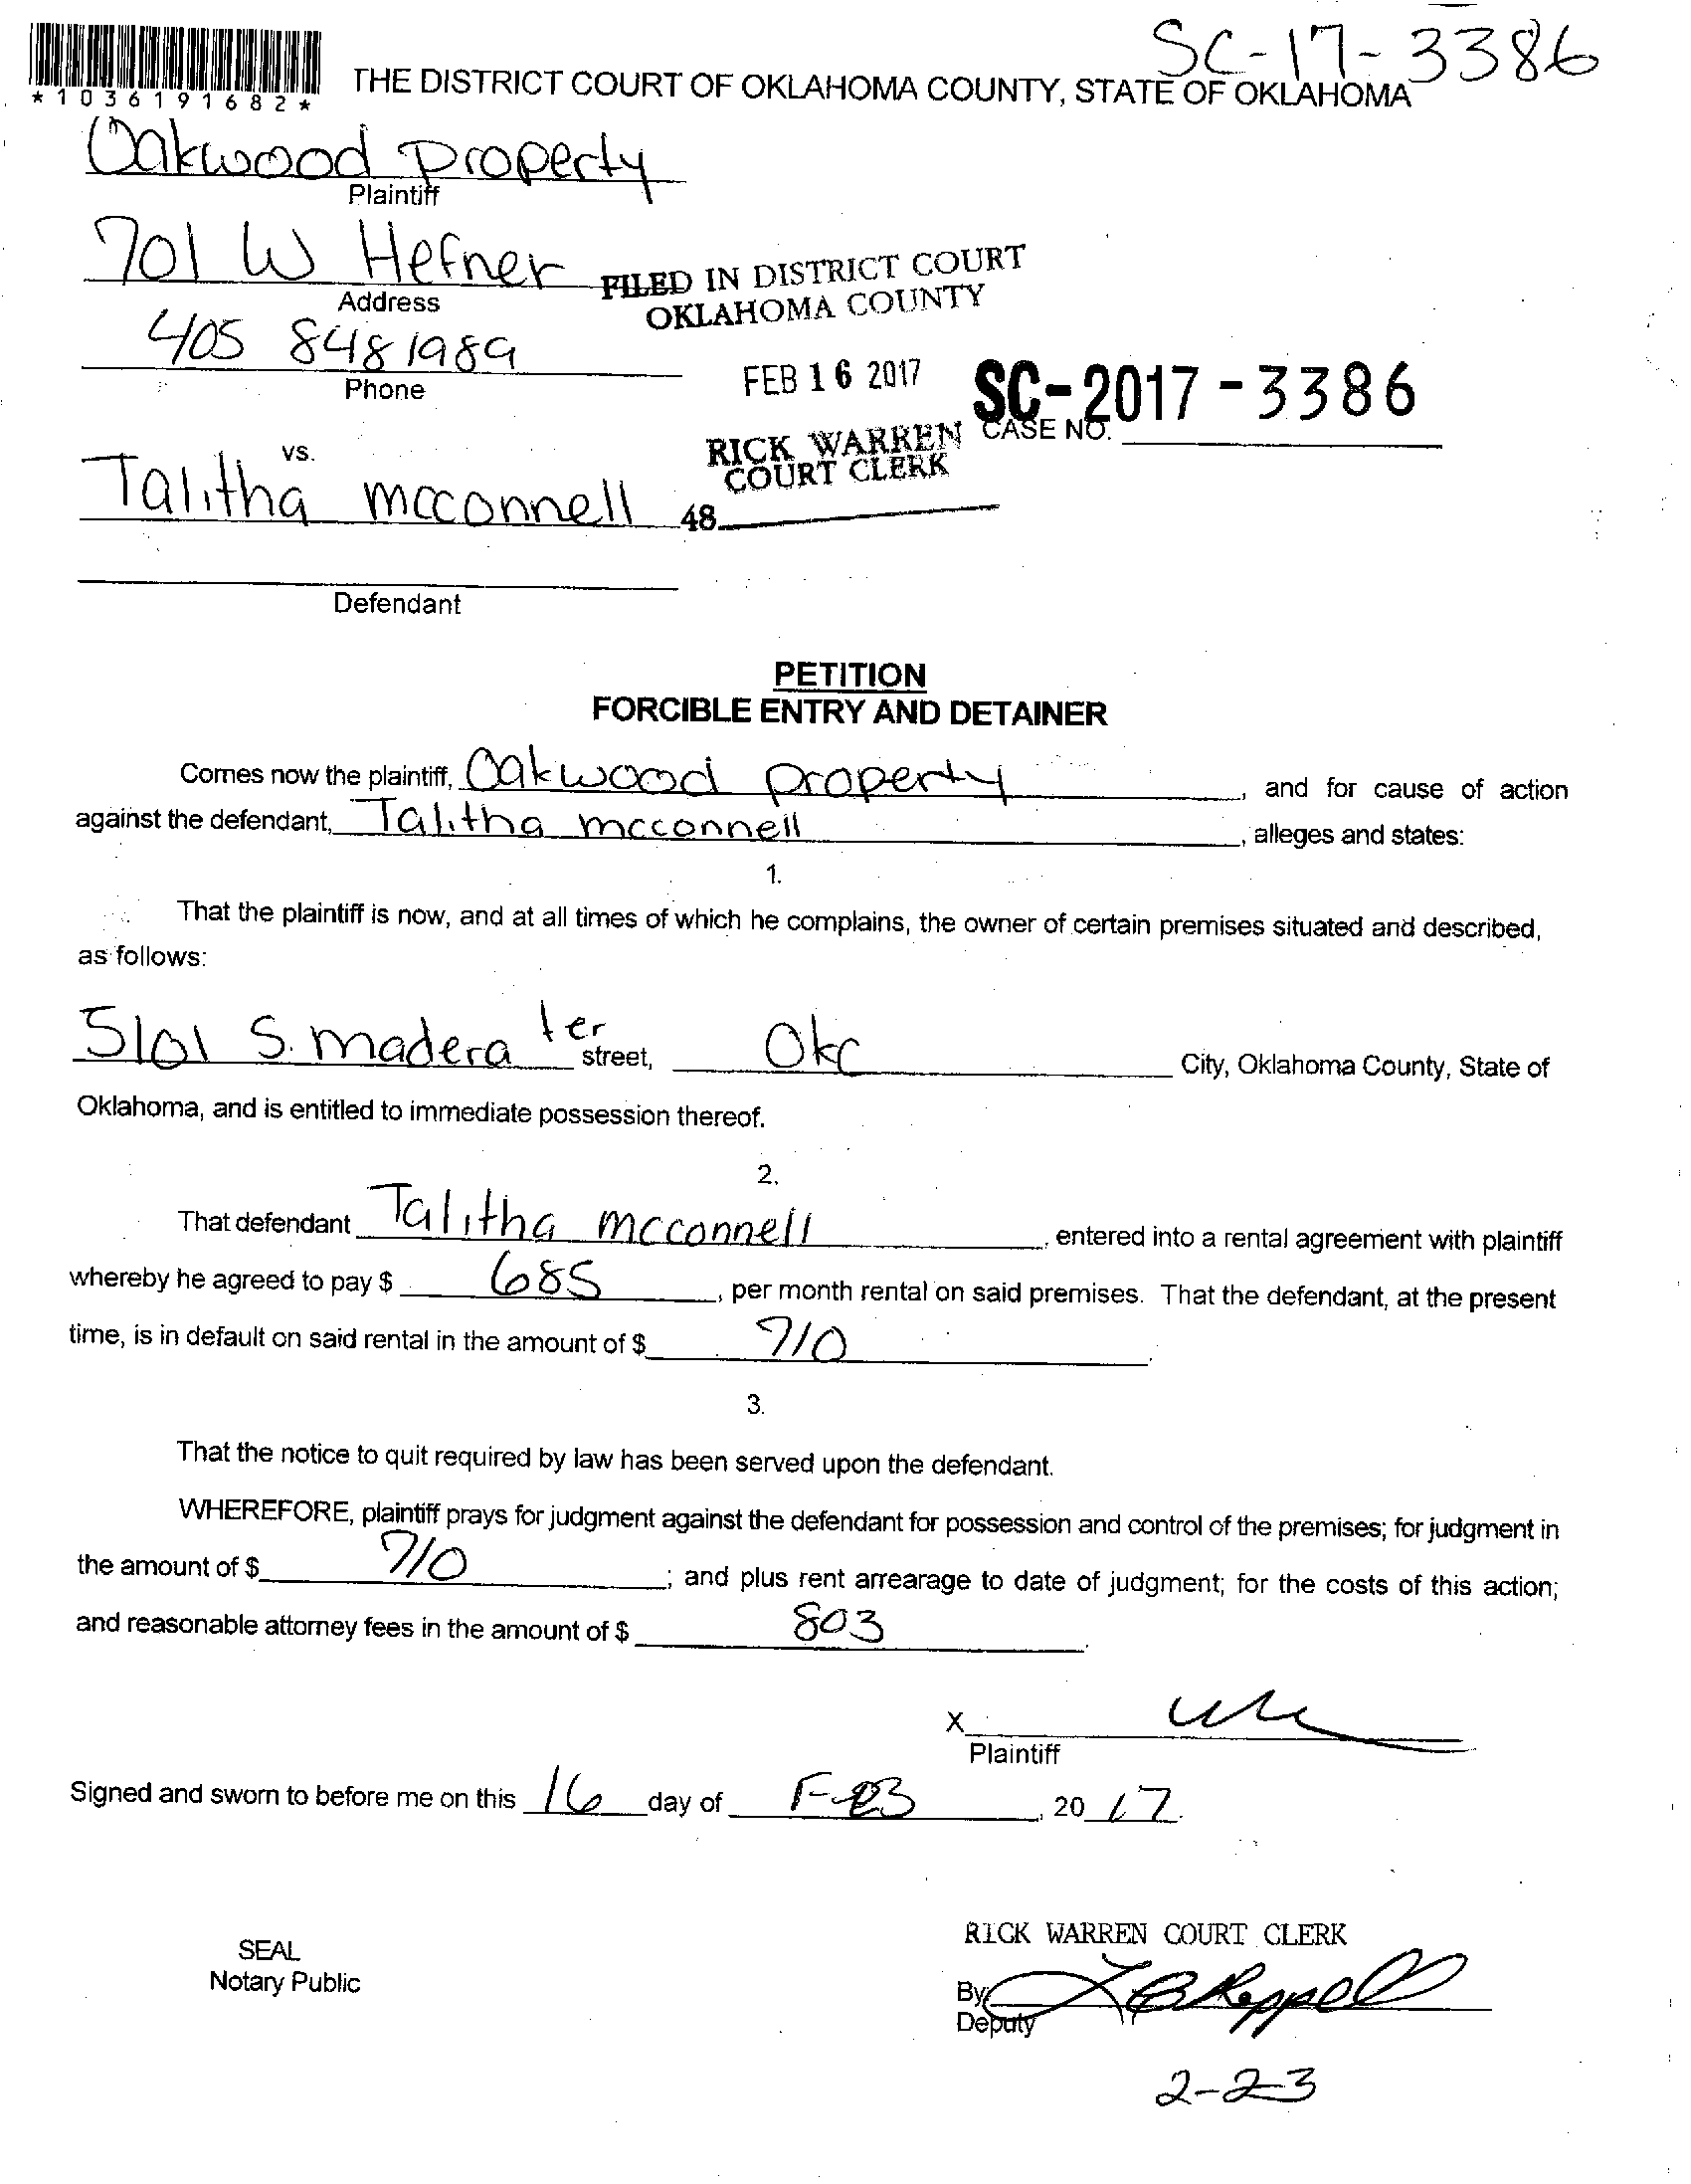 SC-17-3386
*1036191682*
THE DISTRICT COURT OF OKLAHOMA COUNTY, STATE OF OKLAHOMA
Oakwood property
Plaintiff
701 W Hefner
Address
FILED IN DISTRICT COURT
OKLAHOMA COUNTY
405 848 1989
Phone
FEB 16 2017
SC-2017-3386
CASE NO.
vs.
RICK WARREN
COURT CLERK
Talitha mcconnell
48
Defendant
PETITION
FORCIBLE ENTRY AND DETAINER
Comes now the plaintiff, Oakwood property, and for cause of action
against the defendant, Talitha mcconnell, alleges and states:
1.
That the plaintiff is now, and at all times of which he complains, the owner of certain premises situated and described,
as follows:
5101 S. madera ter street, Okc City, Oklahoma County, State of
Oklahoma, and is entitled to immediate possession thereof.
2.
That defendant Talitha mcconnell, entered into a rental agreement with plaintiff
whereby he agreed to pay $ 685, per month rental on said premises. That the defendant, at the present
time, is in default on said rental in the amount of $ 710.
3.
That the notice to quit required by law has been served upon the defendant.
WHEREFORE, plaintiff prays for judgment against the defendant for possession and control of the premises; for judgment in
the amount of $ 710; and plus rent arrearage to date of judgment; for the costs of this action;
and reasonable attorney fees in the amount of $ 803.
X
Plaintiff
Signed and sworn to before me on this 16 day of FEB, 2017.
RICK WARREN COURT CLERK
SEAL
Notary Public
By
Deputy
2-23